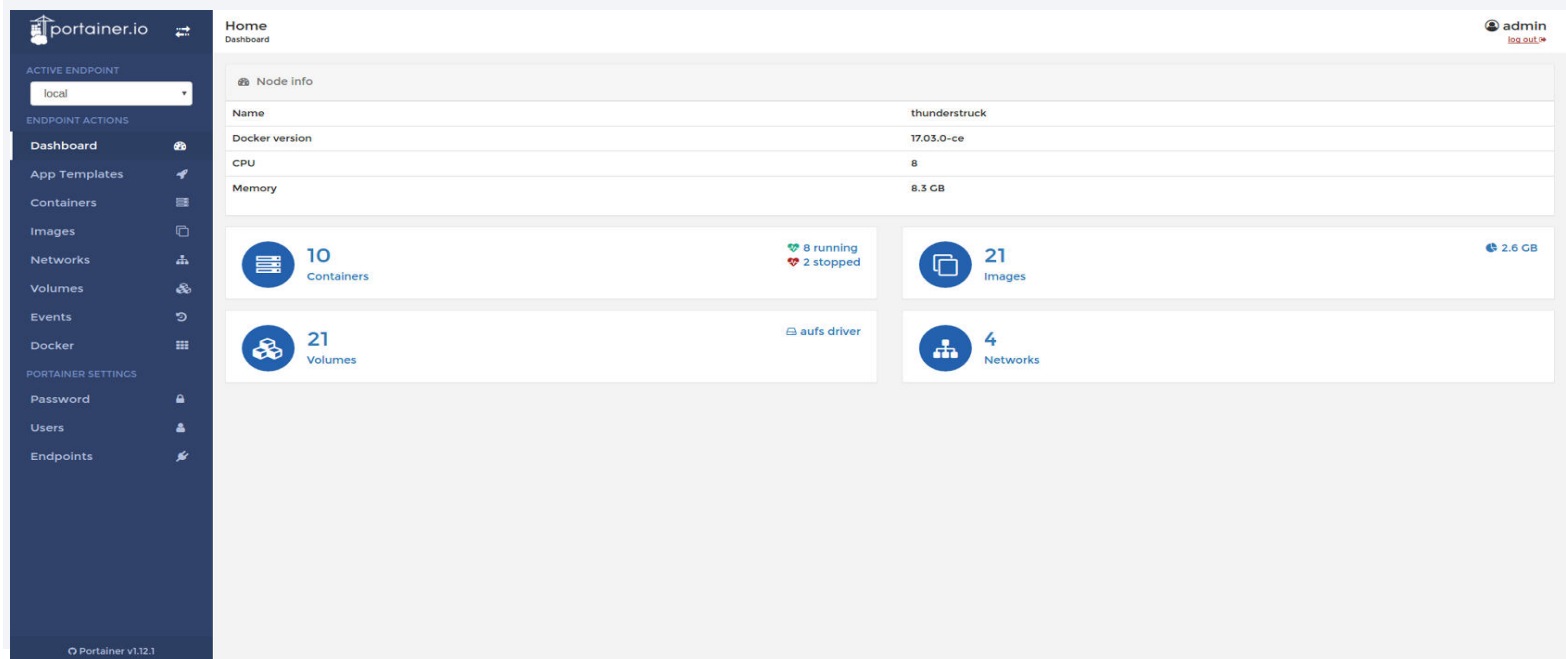 portainer.io
ACTIVE ENDPOINT
local
ENDPOINT ACTIONS
Dashboard
App Templates
Containers
Images
Networks
Volumes
Events
Docker
PORTAINER SETTINGS
Password
Users
Endpoints
Portainer v1.12.1
Home
Dashboard
admin
log out
Node info
Name thunderstruck
Docker version 17.03.0-ce
CPU 8
Memory 8.3 GB
10
Containers
8 running
2 stopped
21
Images
2.6 GB
21
Volumes
aufs driver
4
Networks